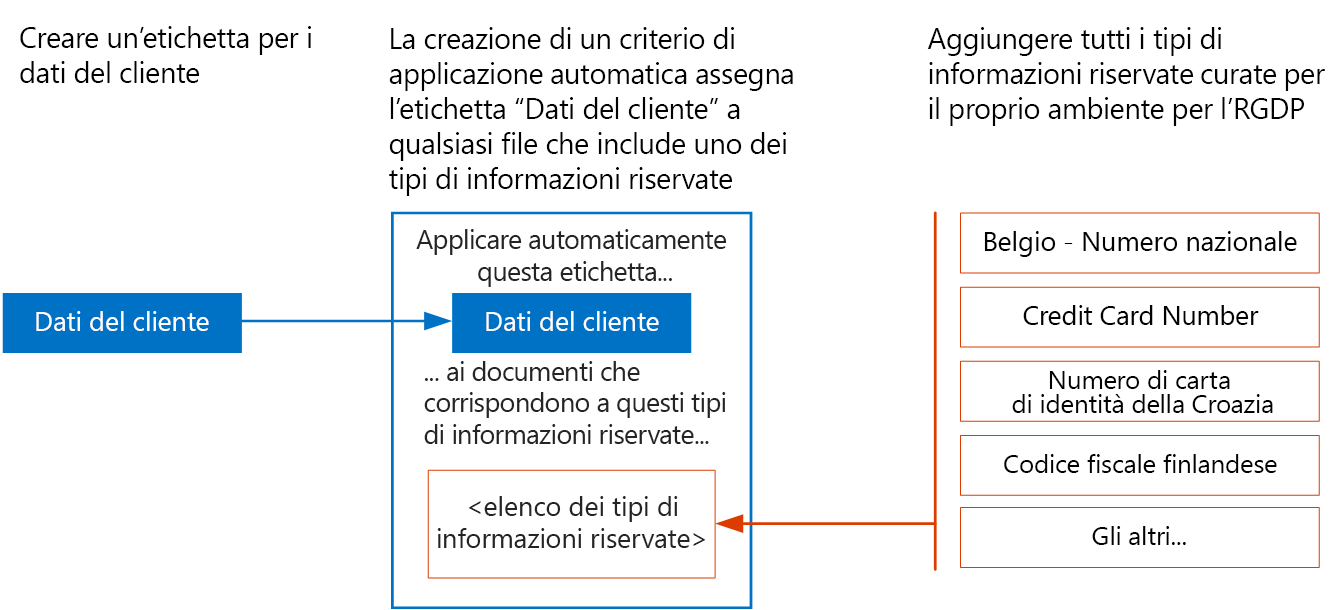 Creare un’etichetta per i
dati del cliente
La creazione di un criterio di
applicazione automatica assegna
l’etichetta “Dati del cliente” a
qualsiasi file che include uno dei
tipi di informazioni riservate
Aggiungere tutti i tipi di
informazioni riservate curate per
il proprio ambiente per l’RGDP
Dati del cliente
Applicare automaticamente
questa etichetta...
Dati del cliente
... ai documenti che
corrispondono a questi tipi
di informazioni riservate...
<elenco dei tipi di
informazioni riservate>
Belgio - Numero nazionale
Credit Card Number
Numero di carta
di identità della Croazia
Codice fiscale finlandese
Gli altri...